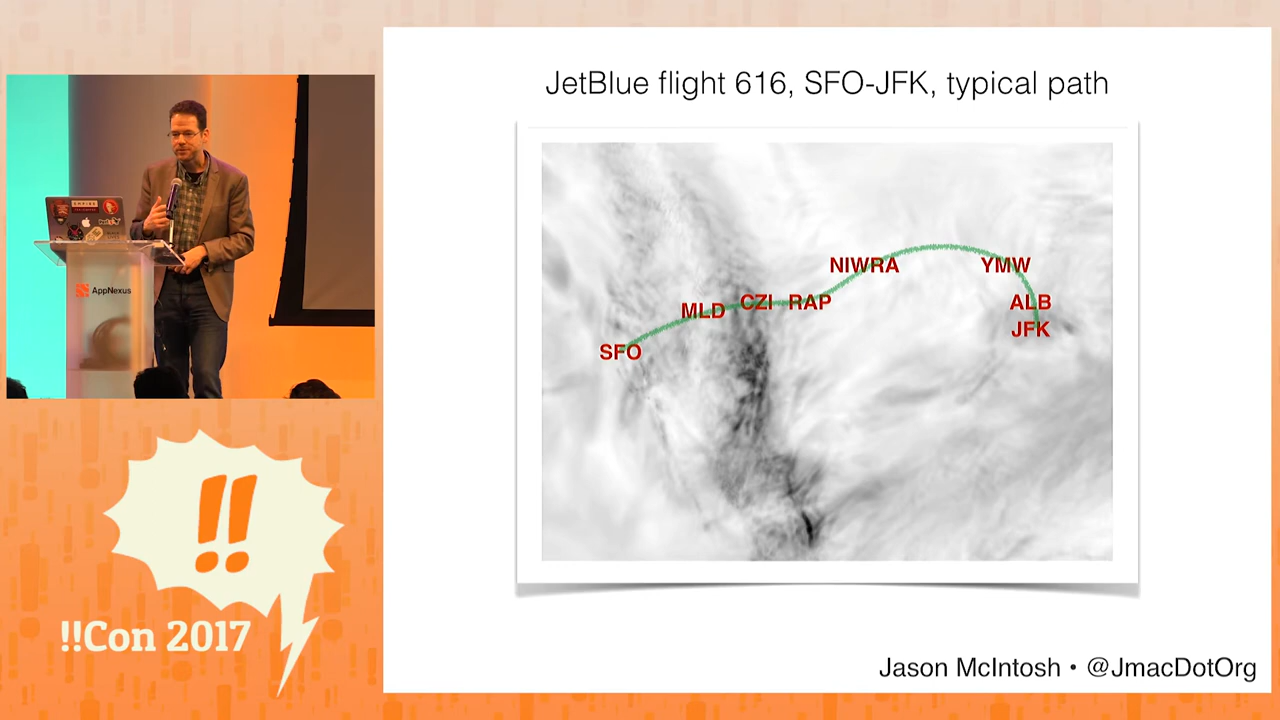 JetBlue flight 616, SFO-JFK, typical path
NIWRA
YMW
MLD
CZI
RAP
ALB
SFO
JFK
EMPIRE
AppNexus
!!
!!Con 2017
Jason McIntosh • @JmacDotOrg